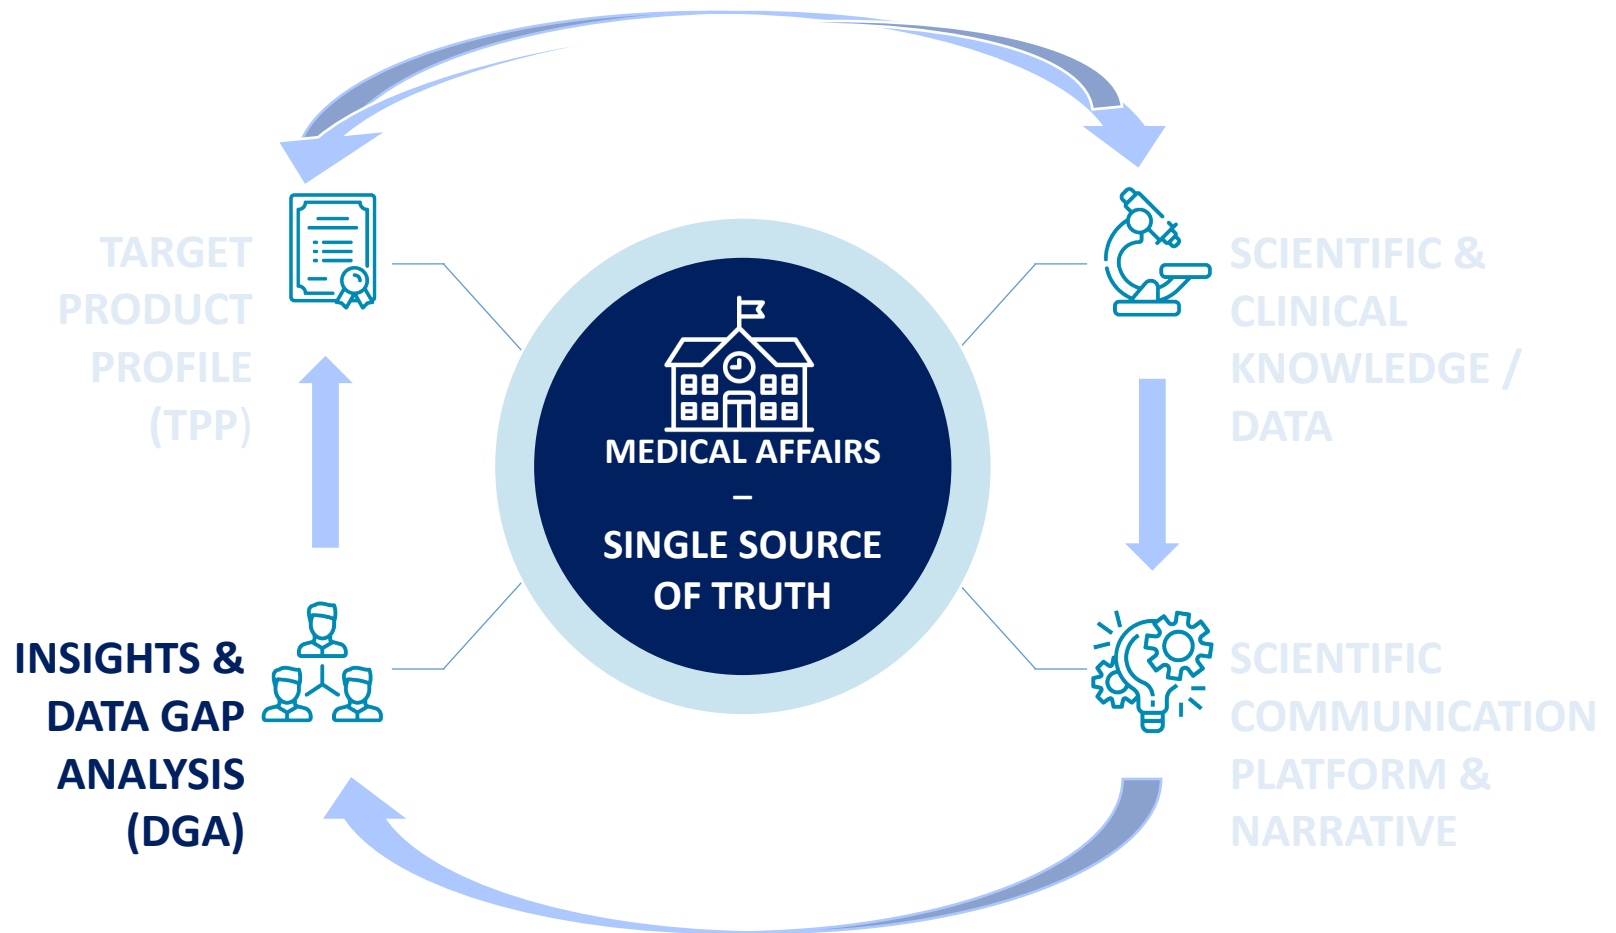 TARGET
PRODUCT
PROFILE
(TPP)
SCIENTIFIC &
CLINICAL
KNOWLEDGE /
DATA
MEDICAL AFFAIRS
–
SINGLE SOURCE
OF TRUTH
INSIGHTS &
DATA GAP
ANALYSIS
(DGA)
SCIENTIFIC
COMMUNICATION
PLATFORM &
NARRATIVE